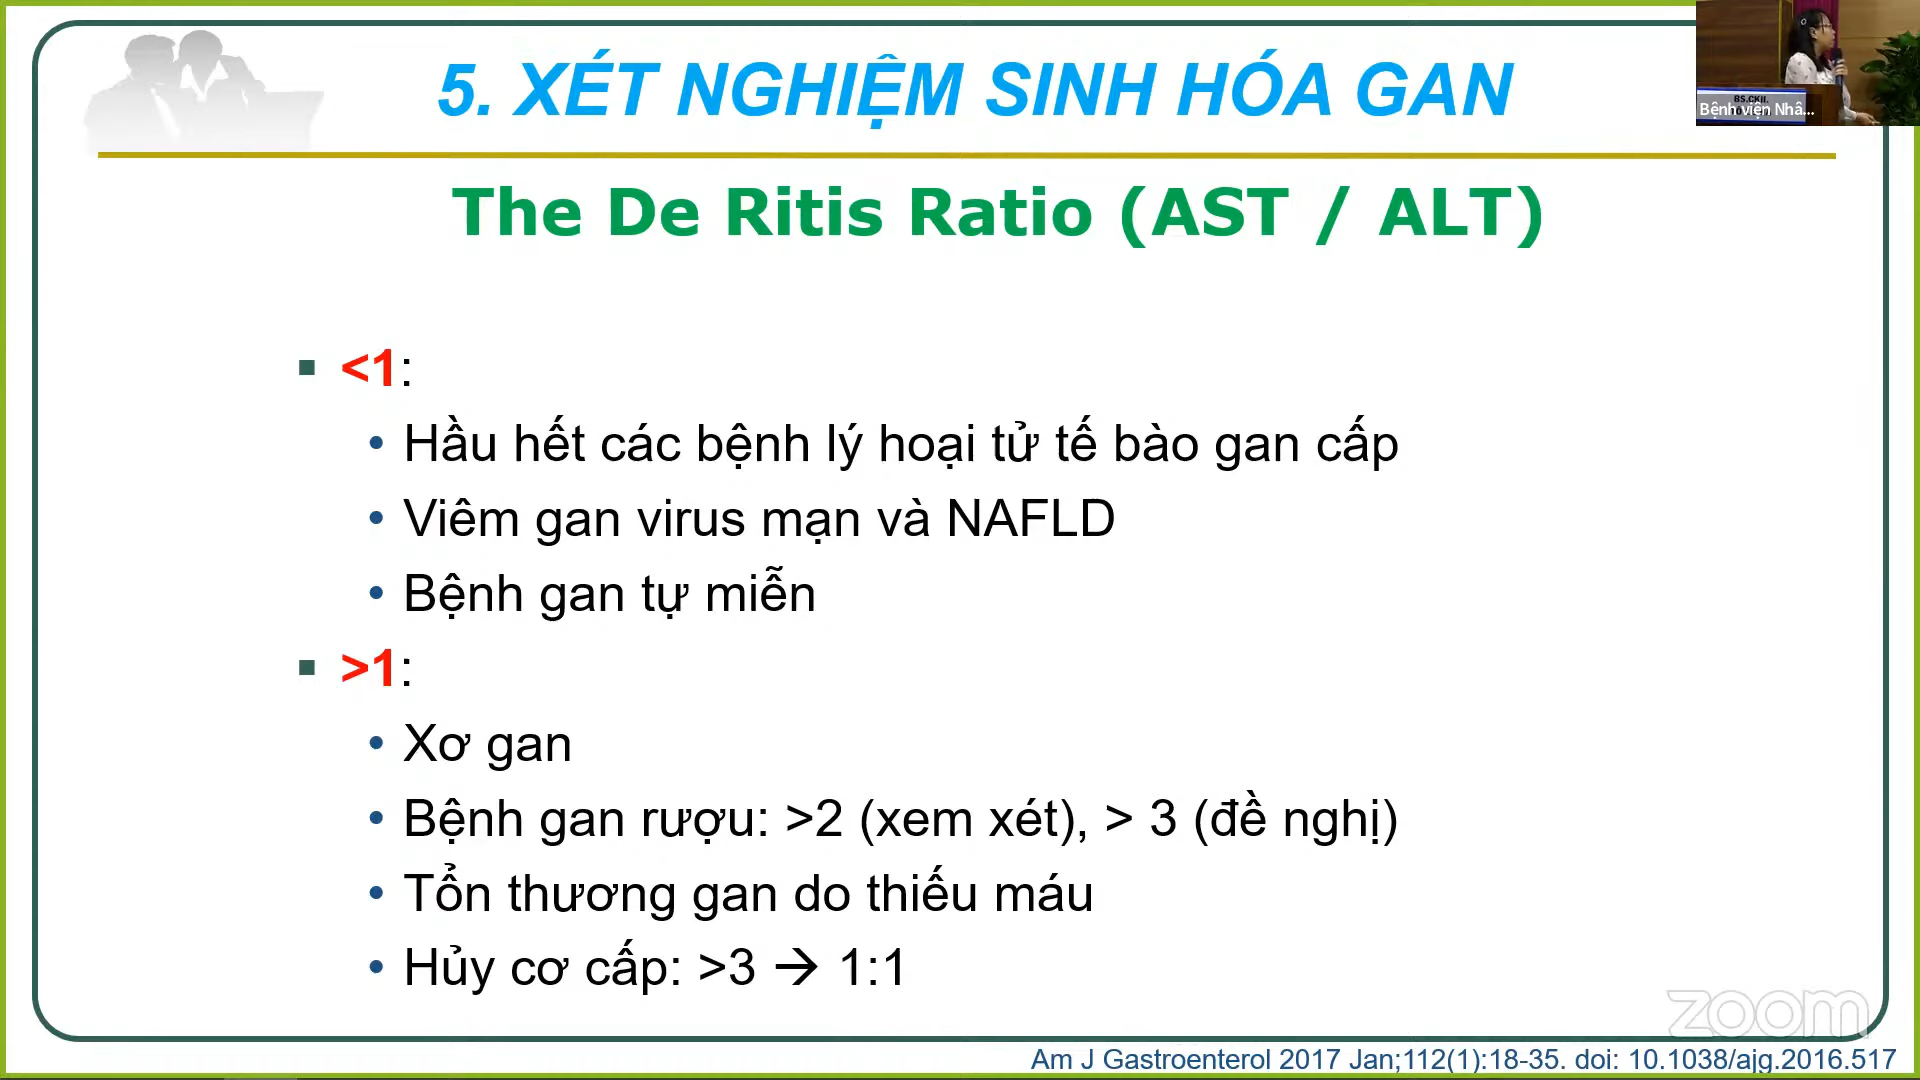 5. XÉT NGHIỆM SINH HÓA GAN
BS.CKII.
Bệnh viện Nhâ...
The De Ritis Ratio (AST / ALT)
▪ <1:
• Hầu hết các bệnh lý hoại tử tế bào gan cấp
• Viêm gan virus mạn và NAFLD
• Bệnh gan tự miễn
▪ >1:
• Xơ gan
• Bệnh gan rượu: >2 (xem xét), > 3 (đề nghị)
• Tổn thương gan do thiếu máu
• Hủy cơ cấp: >3 → 1:1
zoom
Am J Gastroenterol 2017 Jan;112(1):18-35. doi: 10.1038/ajg.2016.517